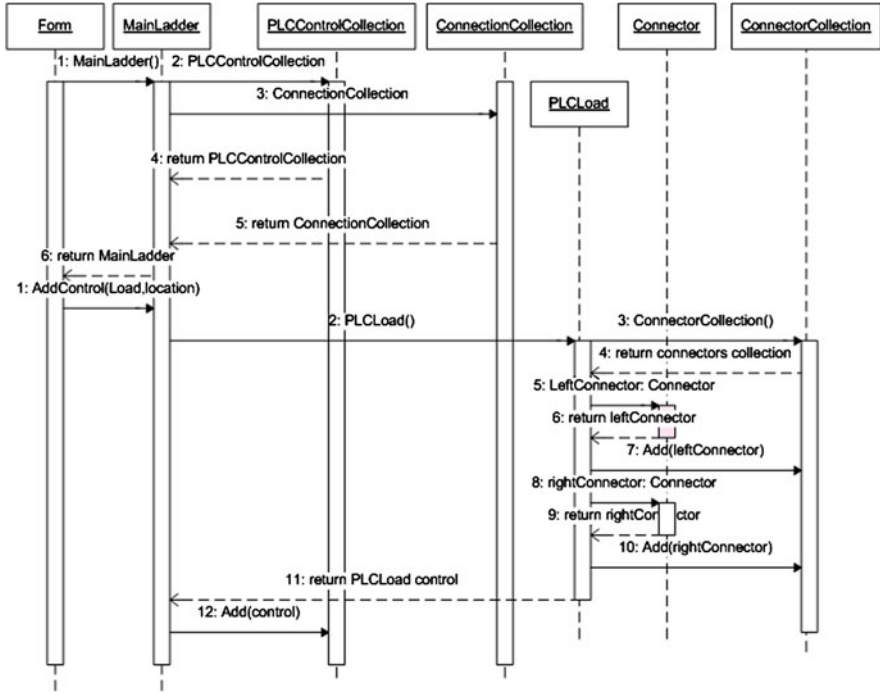 Form
MainLadder
PLCControlCollection
ConnectionCollection
Connector
ConnectorCollection
1: MainLadder()
2: PLCControlCollection
3: ConnectionCollection
PLCLoad
4: return PLCControlCollection
5: return ConnectionCollection
6: return MainLadder
1: AddControl(Load,location)
2: PLCLoad()
3: ConnectorCollection()
4: return connectors collection
5: LeftConnector: Connector
6: return leftConnector
7: Add(leftConnector)
8: rightConnector: Connector
9: return rightConnector
10: Add(rightConnector)
11: return PLCLoad control
12: Add(control)